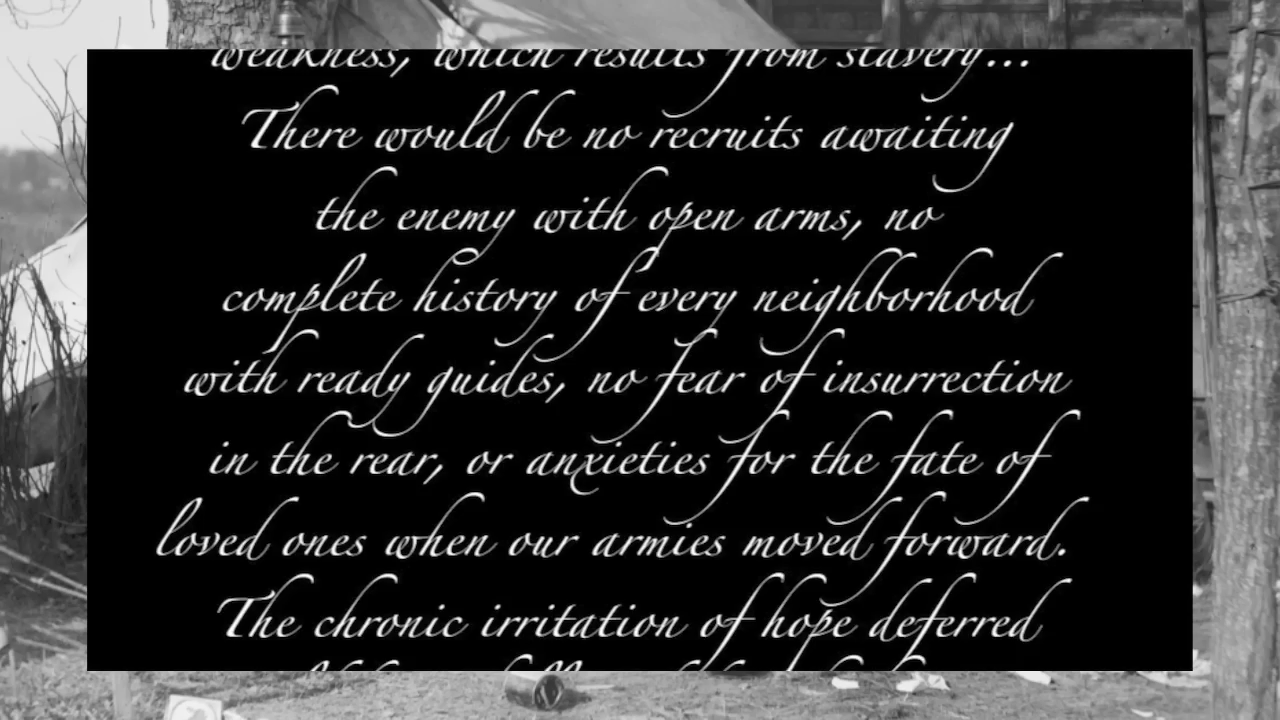 weakness, which results from slavery...
There would be no recruits awaiting
the enemy with open arms, no
complete history of every neighborhood
with ready guides, no fear of insurrection
in the rear, or anxieties for the fate of
loved ones when our armies moved forward.
The chronic irritation of hope deferred